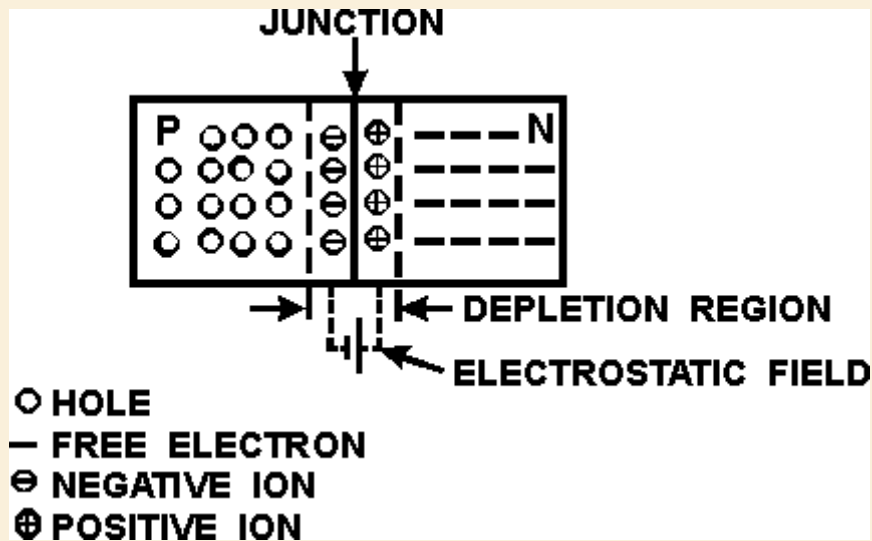 JUNCTION
P
N
DEPLETION REGION
ELECTROSTATIC FIELD
HOLE
FREE ELECTRON
NEGATIVE ION
POSITIVE ION